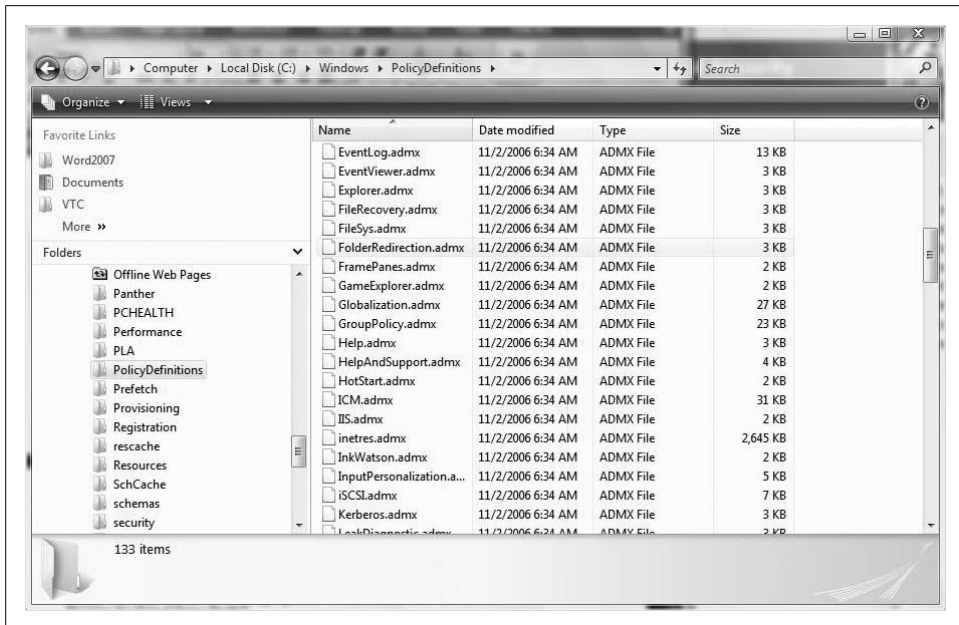 Computer Local Disk (C:) Windows PolicyDefinitions Search
Organize Views
Favorite Links
Word2007
Documents
VTC
More »
Folders
Offline Web Pages
Panther
PCHEALTH
Performance
PLA
PolicyDefinitions
Prefetch
Provisioning
Registration
rescache
Resources
SchCache
schemas
security
Name Date modified Type Size
EventLog.admx 11/2/2006 6:34 AM ADMX File 13 KB
EventViewer.admx 11/2/2006 6:34 AM ADMX File 3 KB
Explorer.admx 11/2/2006 6:34 AM ADMX File 3 KB
FileRecovery.admx 11/2/2006 6:34 AM ADMX File 3 KB
FileSys.admx 11/2/2006 6:34 AM ADMX File 3 KB
FolderRedirection.admx 11/2/2006 6:34 AM ADMX File 3 KB
FramePanes.admx 11/2/2006 6:34 AM ADMX File 2 KB
GameExplorer.admx 11/2/2006 6:34 AM ADMX File 2 KB
Globalization.admx 11/2/2006 6:34 AM ADMX File 27 KB
GroupPolicy.admx 11/2/2006 6:34 AM ADMX File 23 KB
Help.admx 11/2/2006 6:34 AM ADMX File 3 KB
HelpAndSupport.admx 11/2/2006 6:34 AM ADMX File 4 KB
HotStart.admx 11/2/2006 6:34 AM ADMX File 2 KB
ICM.admx 11/2/2006 6:34 AM ADMX File 31 KB
IIS.admx 11/2/2006 6:34 AM ADMX File 2 KB
inetres.admx 11/2/2006 6:34 AM ADMX File 2,645 KB
InkWatson.admx 11/2/2006 6:34 AM ADMX File 2 KB
InputPersonalization.a... 11/2/2006 6:34 AM ADMX File 5 KB
iSCSI.admx 11/2/2006 6:34 AM ADMX File 7 KB
Kerberos.admx 11/2/2006 6:34 AM ADMX File 3 KB
LeakDiagnostic.admx 11/2/2006 6:34 AM ADMX File 2 KB
133 items